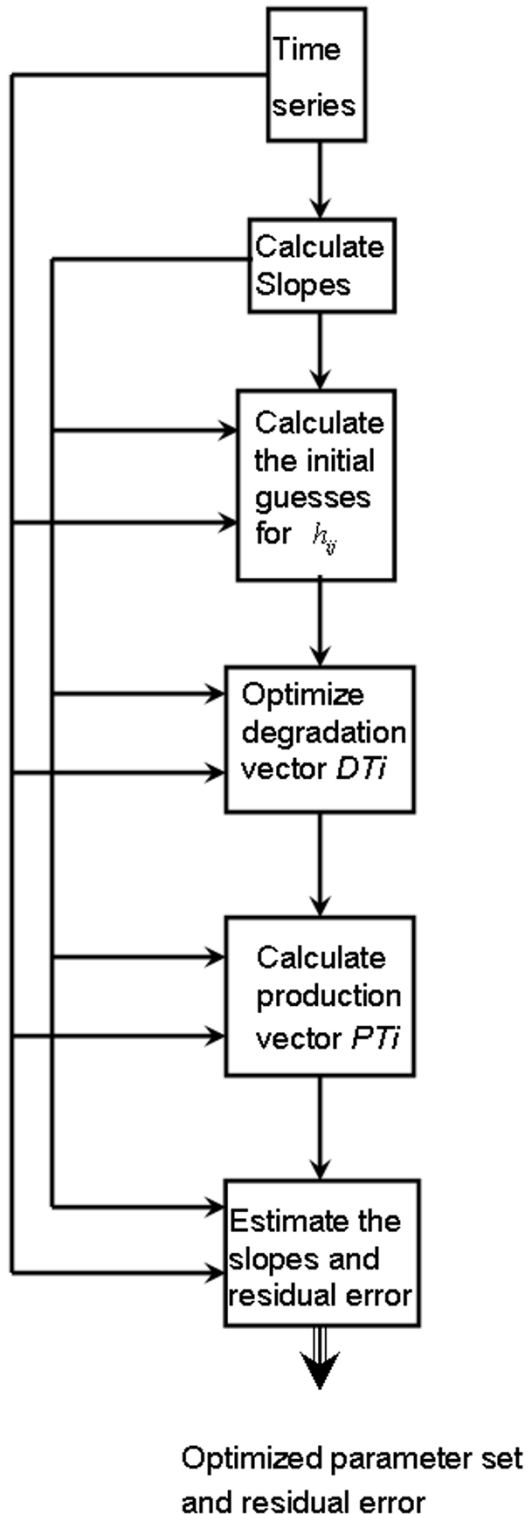 Time
series
Calculate
Slopes
Calculate
the initial
guesses
for h_ij
Optimize
degradation
vector DTi
Calculate
production
vector PTi
Estimate the
slopes and
residual error
Optimized parameter set
and residual error